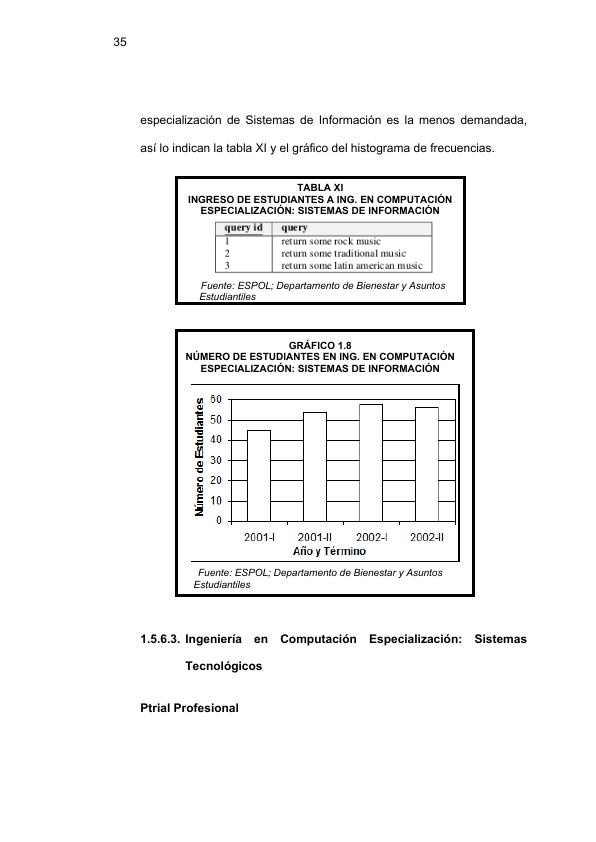 35
especialización de Sistemas de Información es la menos demandada,
así lo indican la tabla XI y el gráfico del histograma de frecuencias.
TABLA XI
INGRESO DE ESTUDIANTES A ING. EN COMPUTACIÓN
ESPECIALIZACIÓN: SISTEMAS DE INFORMACIÓN
query id query
1 return some rock music
2 return some traditional music
3 return some latin american music
Fuente: ESPOL; Departamento de Bienestar y Asuntos
Estudiantiles
GRÁFICO 1.8
NÚMERO DE ESTUDIANTES EN ING. EN COMPUTACIÓN
ESPECIALIZACIÓN: SISTEMAS DE INFORMACIÓN
Número de Estudiantes
60
50
40
30
20
10
0
2001-I 2001-II 2002-I 2002-II
Año y Término
Fuente: ESPOL; Departamento de Bienestar y Asuntos
Estudiantiles
1.5.6.3. Ingeniería en Computación Especialización: Sistemas
Tecnológicos
Ptrial Profesional